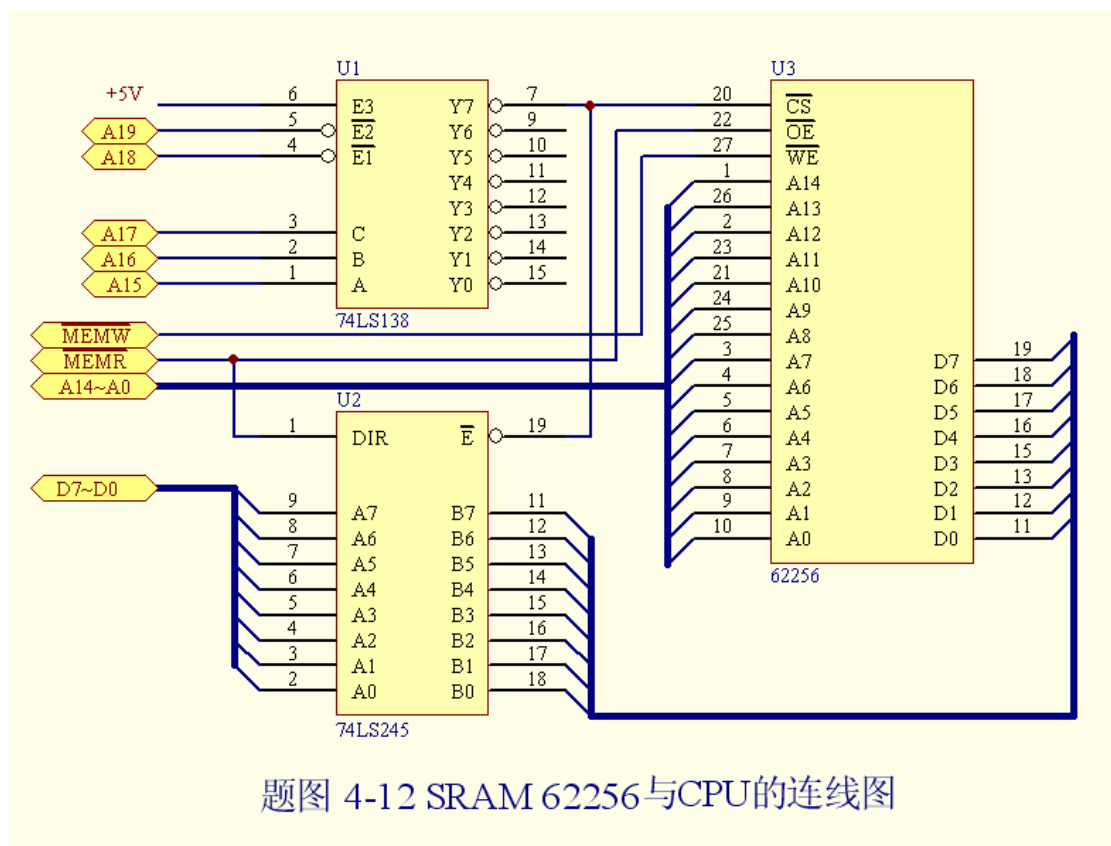 U1
+5V
6
E3
Y7
7
A19
5
E2
Y6
9
A18
4
E1
Y5
10
Y4
11
Y3
12
A17
3
C
Y2
13
A16
2
B
Y1
14
A15
1
A
Y0
15
74LS138
MEMW
MEMR
A14~A0
U2
1
DIR
E
19
D7~D0
9
A7
B7
11
8
A6
B6
12
7
A5
B5
13
6
A4
B4
14
5
A3
B3
15
4
A2
B2
16
3
A1
B1
17
2
A0
B0
18
74LS245
U3
20
CS
22
OE
27
WE
1
A14
26
A13
2
A12
23
A11
21
A10
24
A9
25
A8
3
A7
D7
19
4
A6
D6
18
5
A5
D5
17
6
A4
D4
16
7
A3
D3
15
8
A2
D2
13
9
A1
D1
12
10
A0
D0
11
62256
题图 4-12 SRAM 62256与CPU的连线图